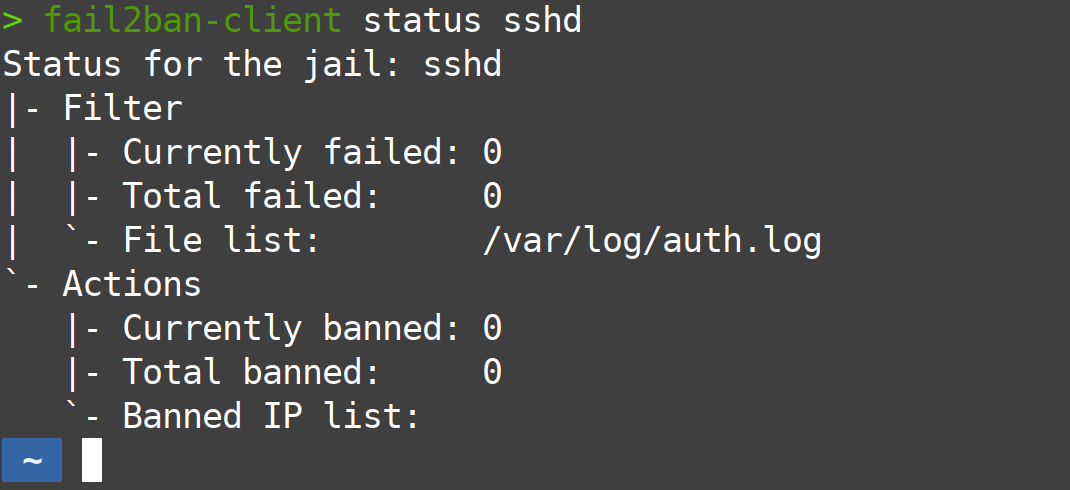 > fail2ban-client status sshd
Status for the jail: sshd
|- Filter
|  |- Currently failed: 0
|  |- Total failed:     0
|  `- File list:        /var/log/auth.log
`- Actions
   |- Currently banned: 0
   |- Total banned:     0
   `- Banned IP list:
~